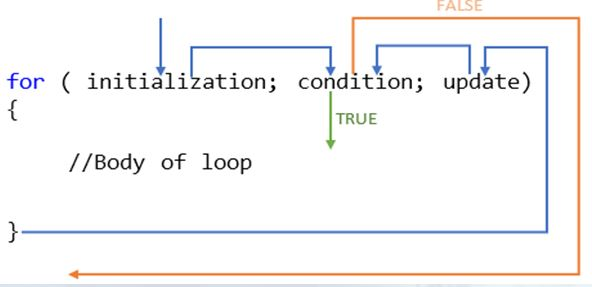 FALSE
for ( initialization; condition; update)
{
TRUE
//Body of loop
}